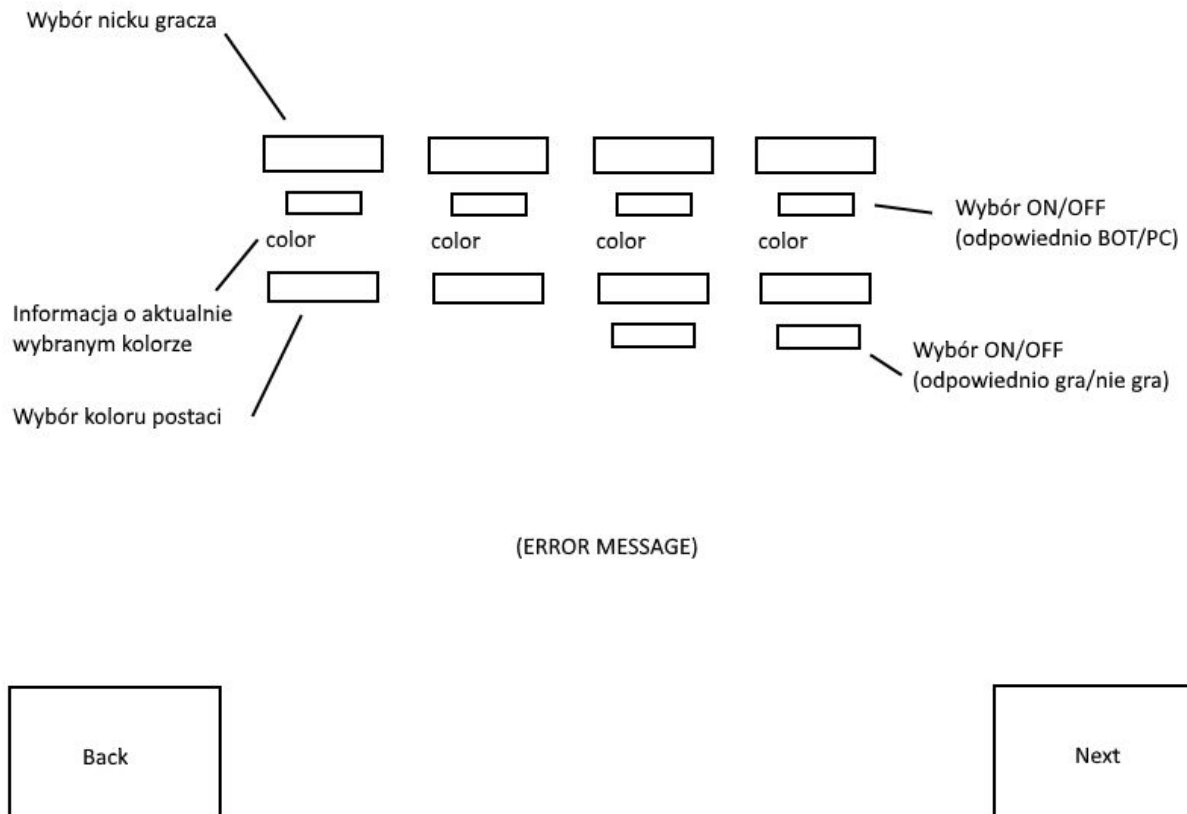 Wybór nicku gracza
Wybór ON/OFF
(odpowiednio BOT/PC)
color
color
color
color
Informacja o aktualnie
wybranym kolorze
Wybór ON/OFF
(odpowiednio gra/nie gra)
Wybór koloru postaci
(ERROR MESSAGE)
Back
Next